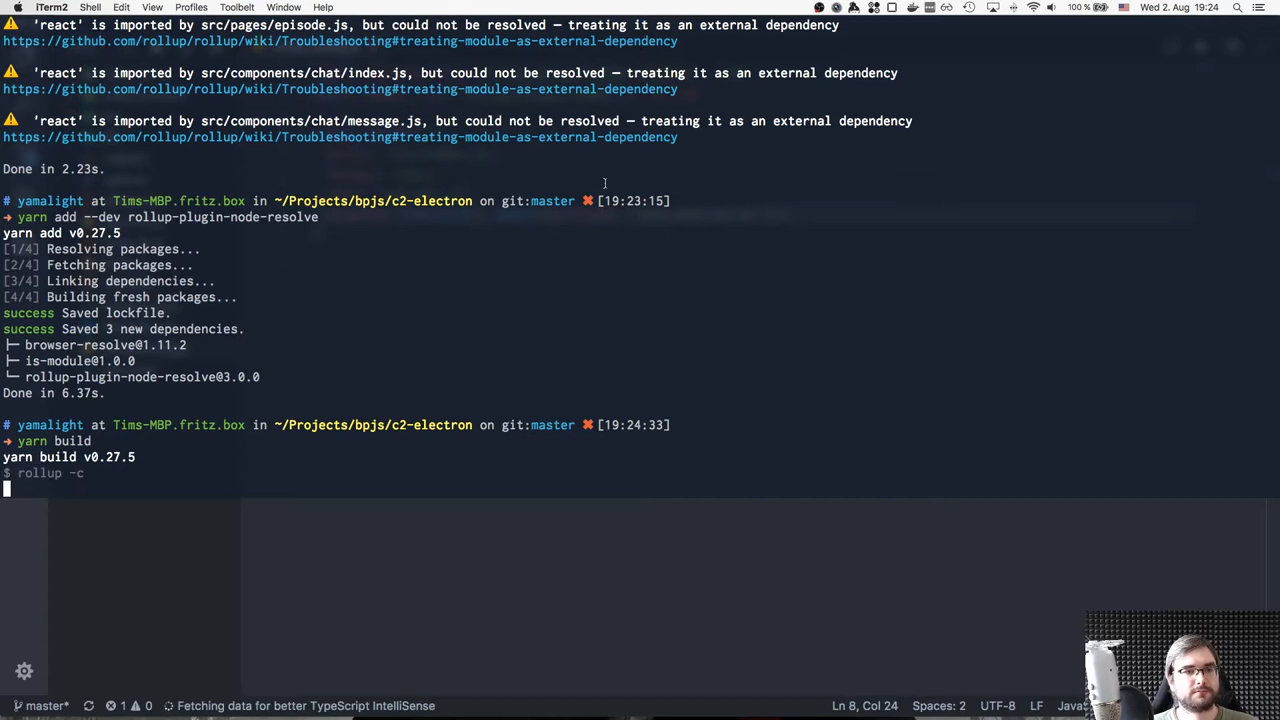 iTerm2 Shell Edit View Profiles Toolbelt Window Help 100 % Wed 2. Aug 19:24
'react' is imported by src/pages/episode.js, but could not be resolved – treating it as an external dependency
https://github.com/rollup/rollup/wiki/Troubleshooting#treating-module-as-external-dependency
'react' is imported by src/components/chat/index.js, but could not be resolved – treating it as an external dependency
https://github.com/rollup/rollup/wiki/Troubleshooting#treating-module-as-external-dependency
'react' is imported by src/components/chat/message.js, but could not be resolved – treating it as an external dependency
https://github.com/rollup/rollup/wiki/Troubleshooting#treating-module-as-external-dependency
Done in 2.23s.
# yamalight at Tims-MBP.fritz.box in ~/Projects/bpjs/c2-electron on git:master ✖ [19:23:15]
➜ yarn add --dev rollup-plugin-node-resolve
yarn add v0.27.5
[1/4] Resolving packages...
[2/4] Fetching packages...
[3/4] Linking dependencies...
[4/4] Building fresh packages...
success Saved lockfile.
success Saved 3 new dependencies.
├─ browser-resolve@1.11.2
├─ is-module@1.0.0
└─ rollup-plugin-node-resolve@3.0.0
Done in 6.37s.
# yamalight at Tims-MBP.fritz.box in ~/Projects/bpjs/c2-electron on git:master ✖ [19:24:33]
➜ yarn build
yarn build v0.27.5
$ rollup -c
master* 1 0 Fetching data for better TypeScript IntelliSense Ln 8, Col 24 Spaces: 2 UTF-8 LF